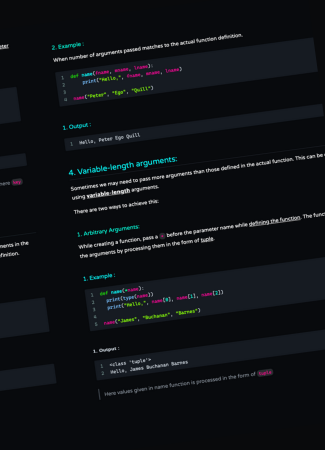 2. Example :
When number of arguments passed matches to the actual function definition.
1 def name(fname, mname, lname):
2 print("Hello,", fname, mname, lname)
3
4 name("Peter", "Ego", "Quill")
1. Output :
1 Hello, Peter Ego Quill
4. Variable-length arguments:
Sometimes we may need to pass more arguments than those defined in the actual function. This can be
using variable-length arguments.
There are two ways to achieve this:
1. Arbitrary Arguments:
While creating a function, pass a * before the parameter name while defining the function. The func
the arguments by processing them in the form of tuple.
1. Example :
1 def name(*name):
2 print(type(name))
3 print("Hello,", name[0], name[1], name[2])
4
5 name("James", "Buchanan", "Barnes")
1. Output :
1 <class 'tuple'>
2 Hello, James Buchanan Barnes
Here values given in name function is processed in the form of tuple
ments in the
finition.